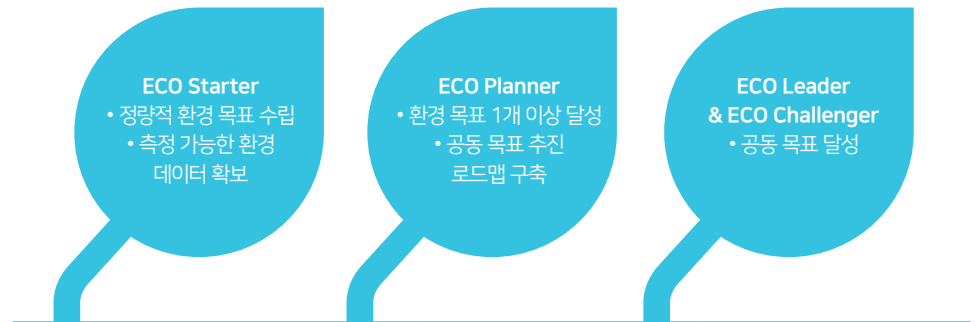 ECO Starter
• 정량적 환경 목표 수립
• 측정 가능한 환경
데이터 확보
ECO Planner
• 환경 목표 1개 이상 달성
• 공동 목표 추진
로드맵 구축
ECO Leader
& ECO Challenger
• 공동 목표 달성